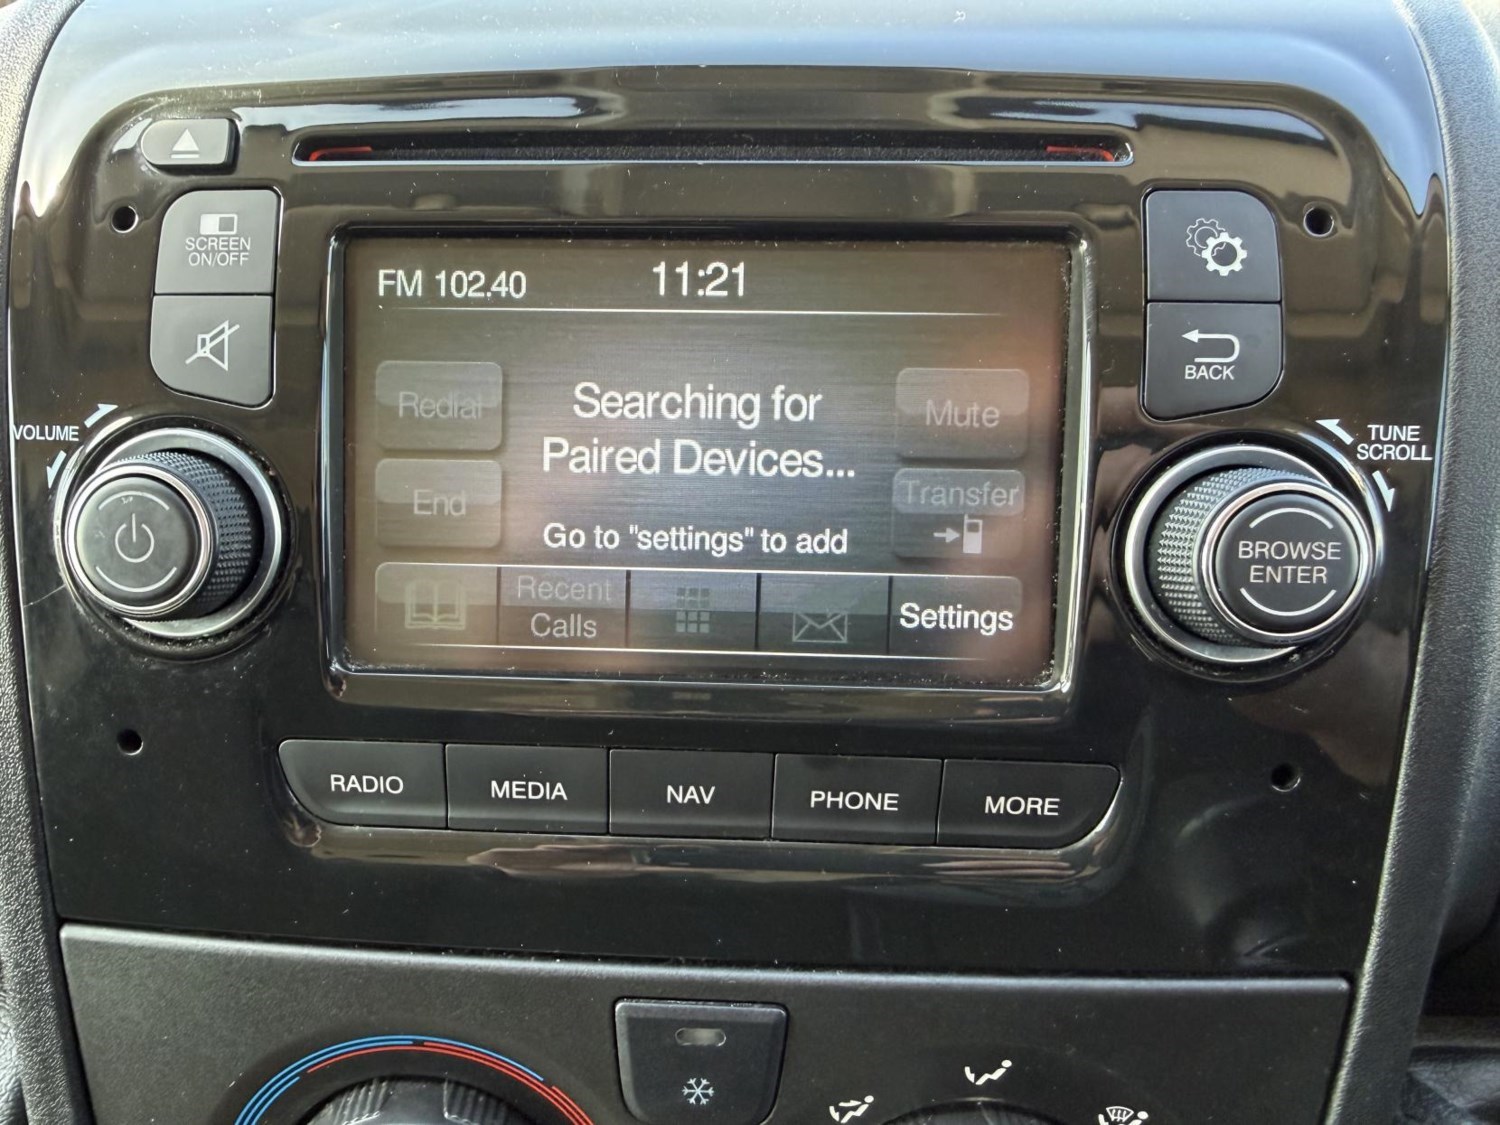 SCREEN
ON/OFF
BACK
VOLUME
TUNE
SCROLL
BROWSE
ENTER
FM 102.40
11:21
Redial
Searching for
Paired Devices...
Mute
End
Transfer
Go to "settings" to add
Recent
Calls
Settings
RADIO
MEDIA
NAV
PHONE
MORE